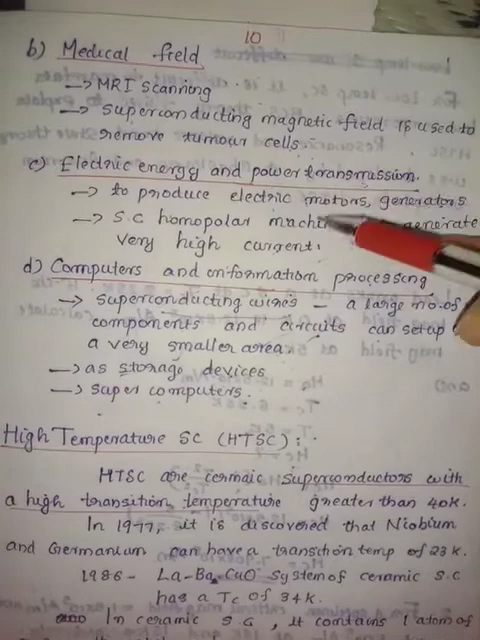 10
b) Medical field
→ MRI scanning
→ superconducting magnetic field is used to
remove tumour cells.
c) Electric energy and power transmission.
→ to produce electric motors, generators
→ S.C homopolar machi generate
very high current.
d) Computers and information processing
→ superconducting wires – a large no.of
components and circuits can setup
a very smaller area.
→ as storage devices
→ super computers.
High Temperature SC (HTSC):
HTSC are cermaic superconductors with
a high transition temperature greater than 40K.
In 1977, it is discovered that Niobium
and Germanium can have a transition temp of 23 K.
1986 - La-Ba-CuO system of ceramic S.C
has a Tc of 34K.
In ceramic S.C, it contains 1 atom of